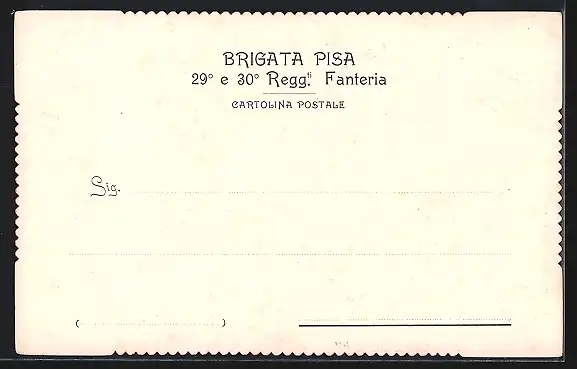 BRIGATA PISA
29° e 30° Regg.ti Fanteria
CARTOLINA POSTALE
Sig.
( )